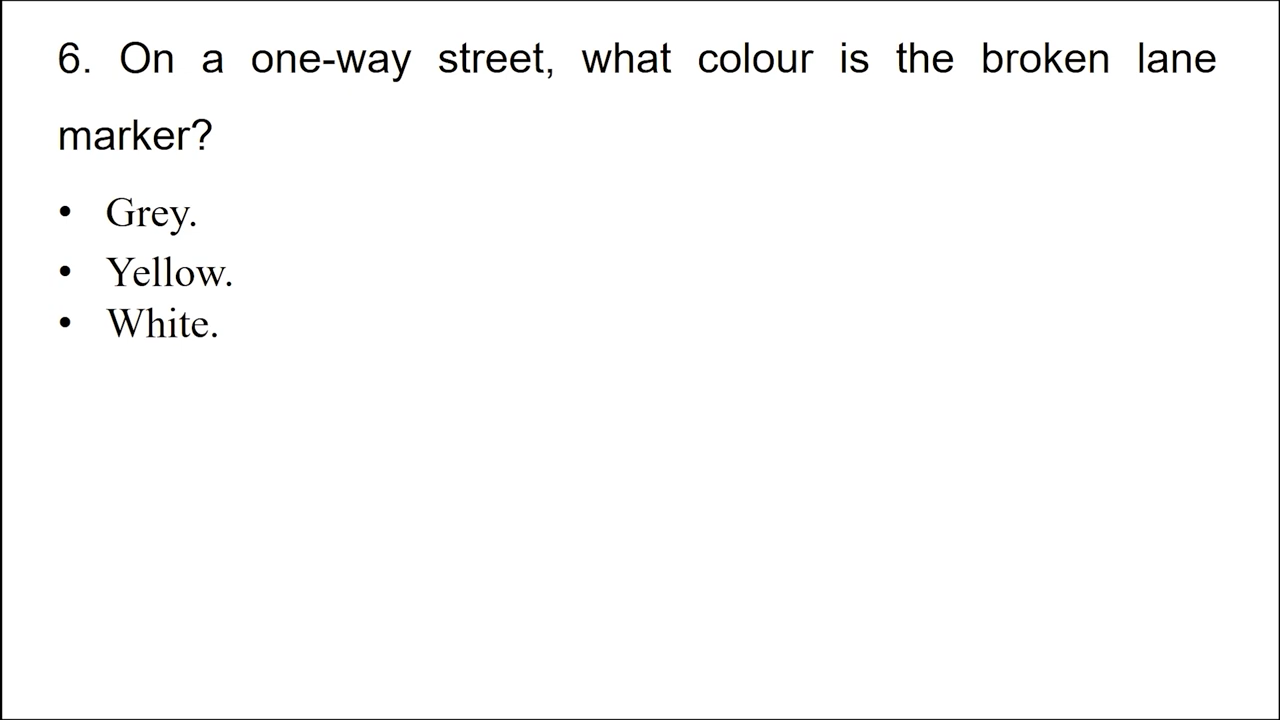 6. On a one-way street, what colour is the broken lane
marker?
• Grey.
• Yellow.
• White.